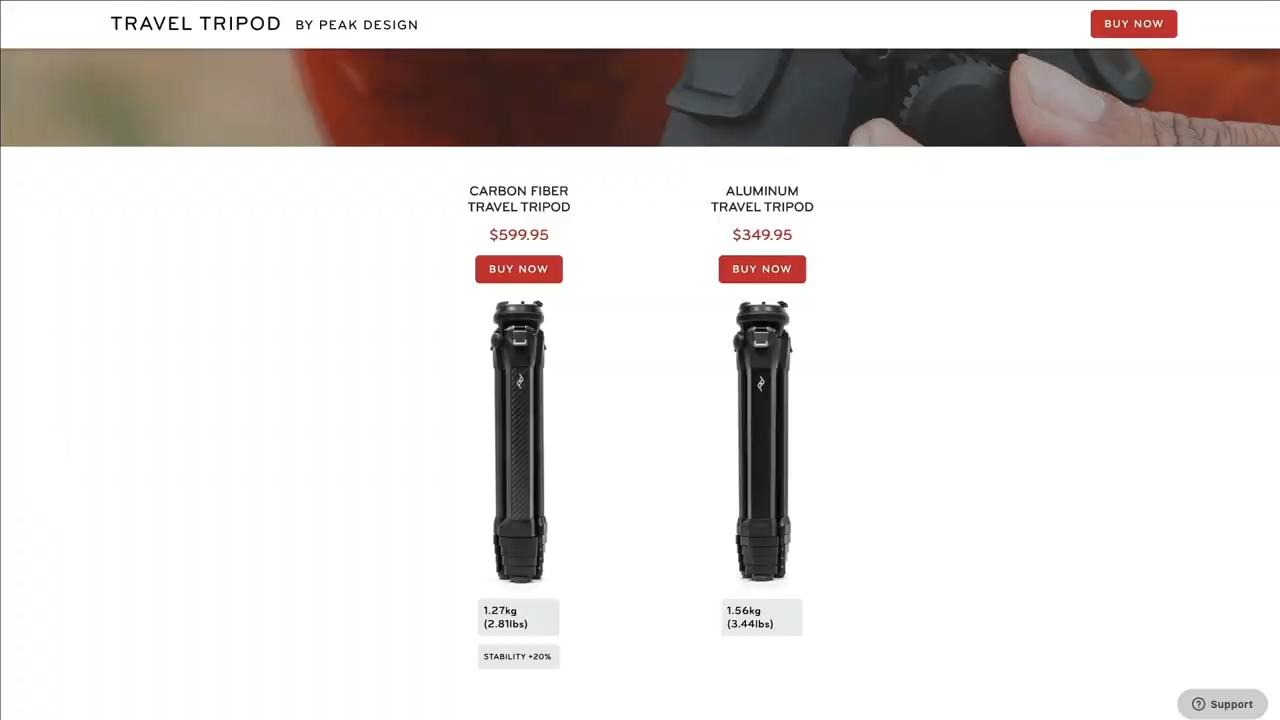 TRAVEL TRIPOD BY PEAK DESIGN
BUY NOW
CARBON FIBER
TRAVEL TRIPOD
$599.95
BUY NOW
1.27kg
(2.81lbs)
STABILITY +20%
ALUMINUM
TRAVEL TRIPOD
$349.95
BUY NOW
1.56kg
(3.44lbs)
Support